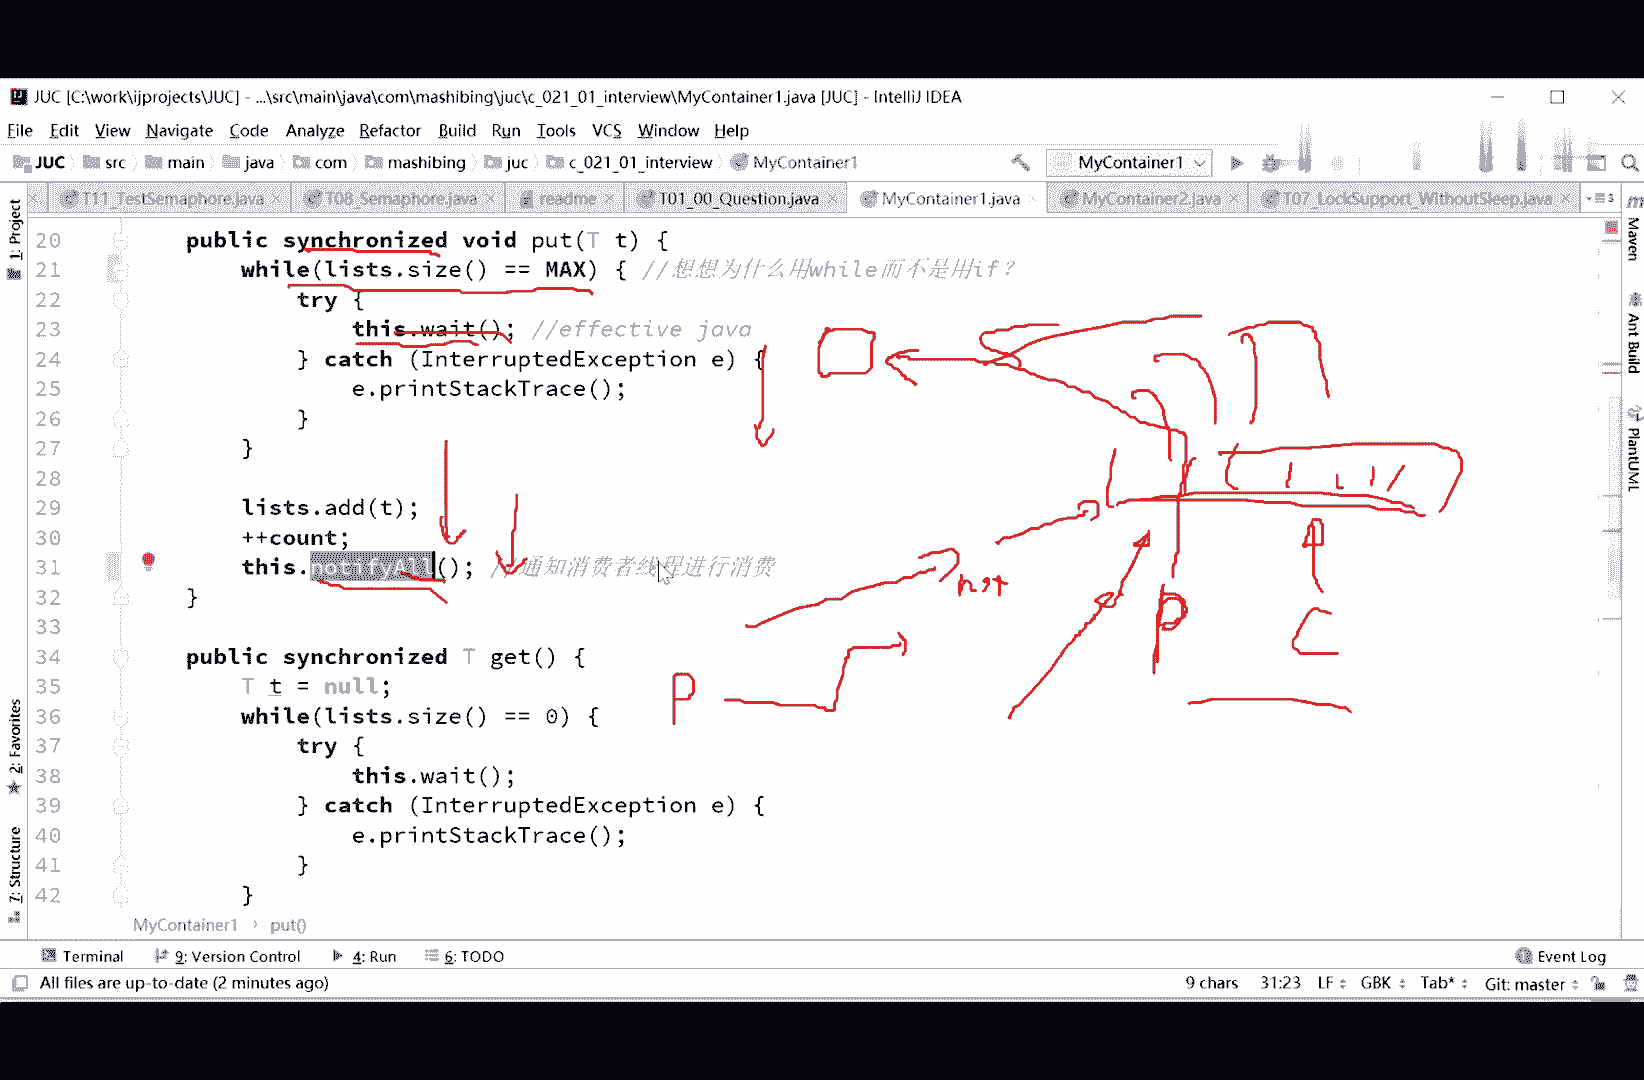 JUC [C:\work\ijprojects\JUC] - ...\src\main\java\com\mashibing\juc\c_021_01_interview\MyContainer1.java [JUC] - IntelliJ IDEA
File Edit View Navigate Code Analyze Refactor Build Run Tools VCS Window Help
JUC src main java com mashibing juc c_021_01_interview MyContainer1 MyContainer1
T11_TestSemaphore.java T08_Semaphore.java readme T01_00_Question.java MyContainer1.java MyContainer2.java T07_LockSupport_WithoutSleep.java
1: Project
2: Favorites
7: Structure
Maven
Ant Build
PlantUML
20 public synchronized void put(T t) {
21 while(lists.size() == MAX) { //想想为什么用while而不是用if?
22 try {
23 this.wait(); //effective java
24 } catch (InterruptedException e) {
25 e.printStackTrace();
26 }
27 }
28
29 lists.add(t);
30 ++count;
31 this.notifyAll(); //通知消费者线程进行消费
32 }
33
34 public synchronized T get() {
35 T t = null;
36 while(lists.size() == 0) {
37 try {
38 this.wait();
39 } catch (InterruptedException e) {
40 e.printStackTrace();
41 }
42 }
P
P
C
MyContainer1 › put()
Terminal 9: Version Control 4: Run 6: TODO Event Log
All files are up-to-date (2 minutes ago) 9 chars 31:23 LF GBK Tab* Git: master